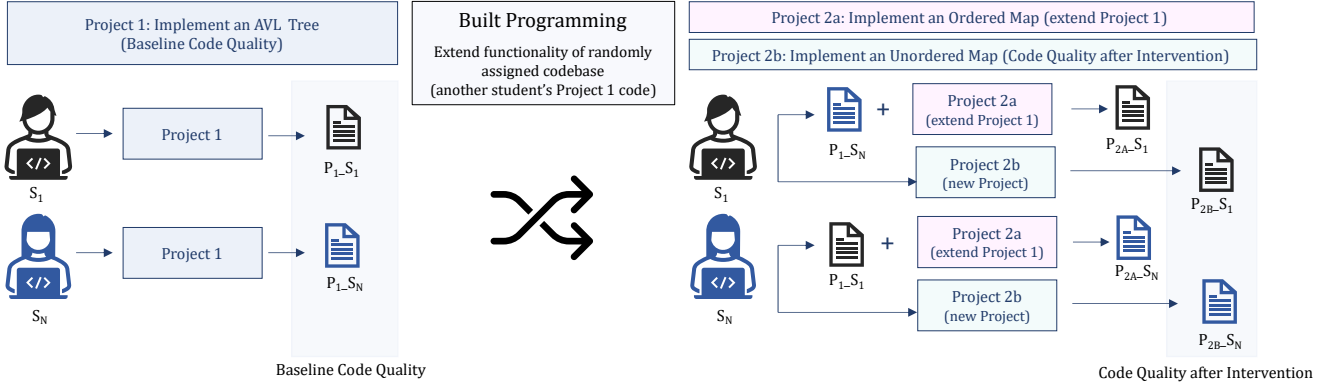 Project 1: Implement an AVL Tree
(Baseline Code Quality)
Built Programming
Extend functionality of randomly
assigned codebase
(another student's Project 1 code)
Project 2a: Implement an Ordered Map (extend Project 1)
Project 2b: Implement an Unordered Map (Code Quality after Intervention)
</>
S1
Project 1
P1_S1
</>
SN
Project 1
P1_SN
Baseline Code Quality
</>
S1
P1_SN
+
Project 2a
(extend Project 1)
P2A_S1
Project 2b
(new Project)
P2B_S1
</>
SN
P1_S1
+
Project 2a
(extend Project 1)
P2A_SN
Project 2b
(new Project)
P2B_SN
Code Quality after Intervention